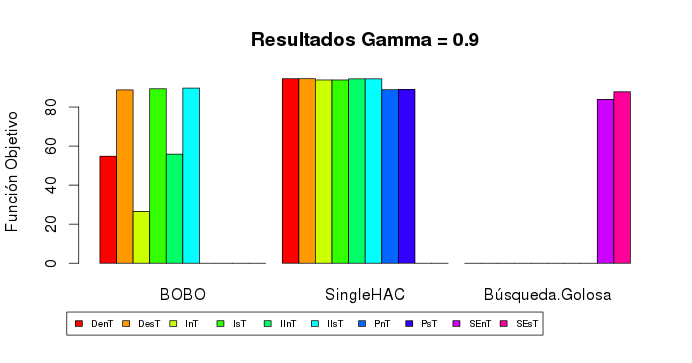 Resultados Gamma = 0.9
Función Objetivo
80
60
40
20
0
BOBO SingleHAC Búsqueda.Golosa
DenT DesT InT IsT IInT IIsT PnT PsT SEnT SEsT